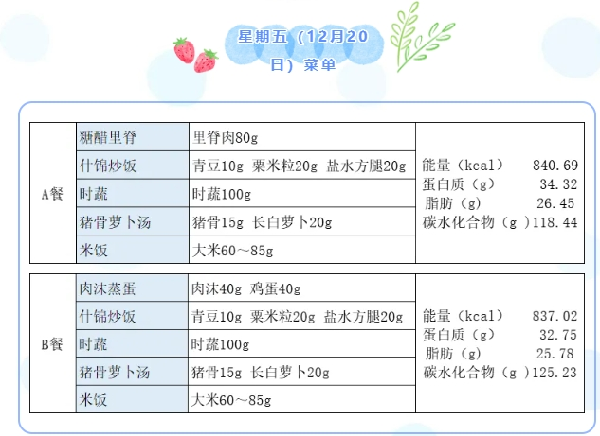 星期五（12月20
日）菜单
A餐
糖醋里脊 里脊肉80g
什锦炒饭 青豆10g 粟米粒20g 盐水方腿20g
时蔬 时蔬100g
猪骨萝卜汤 猪骨15g 长白萝卜20g
米饭 大米60～85g
能量（kcal） 840.69
蛋白质（g） 34.32
脂肪（g） 26.45
碳水化合物（g）118.44
B餐
肉沫蒸蛋 肉沫40g 鸡蛋40g
什锦炒饭 青豆10g 粟米粒20g 盐水方腿20g
时蔬 时蔬100g
猪骨萝卜汤 猪骨15g 长白萝卜20g
米饭 大米60～85g
能量（kcal） 837.02
蛋白质（g） 32.75
脂肪（g） 25.78
碳水化合物（g）125.23